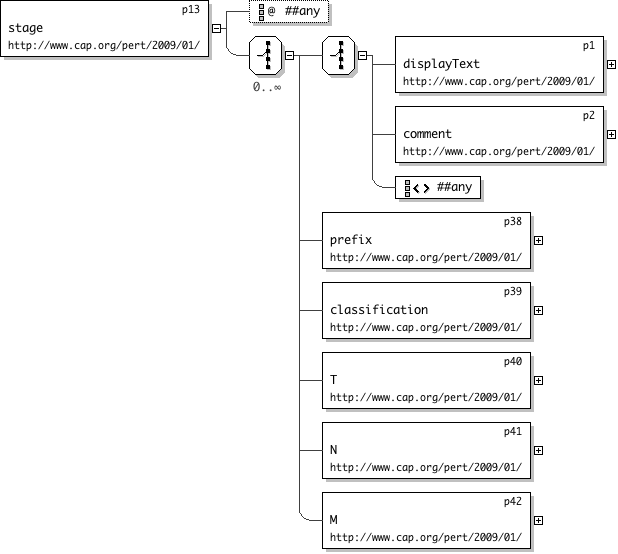 p13
stage
http://www.cap.org/pert/2009/01/
@ ##any
0..∞
p1
displayText
http://www.cap.org/pert/2009/01/
p2
comment
http://www.cap.org/pert/2009/01/
<> ##any
p38
prefix
http://www.cap.org/pert/2009/01/
p39
classification
http://www.cap.org/pert/2009/01/
p40
T
http://www.cap.org/pert/2009/01/
p41
N
http://www.cap.org/pert/2009/01/
p42
M
http://www.cap.org/pert/2009/01/